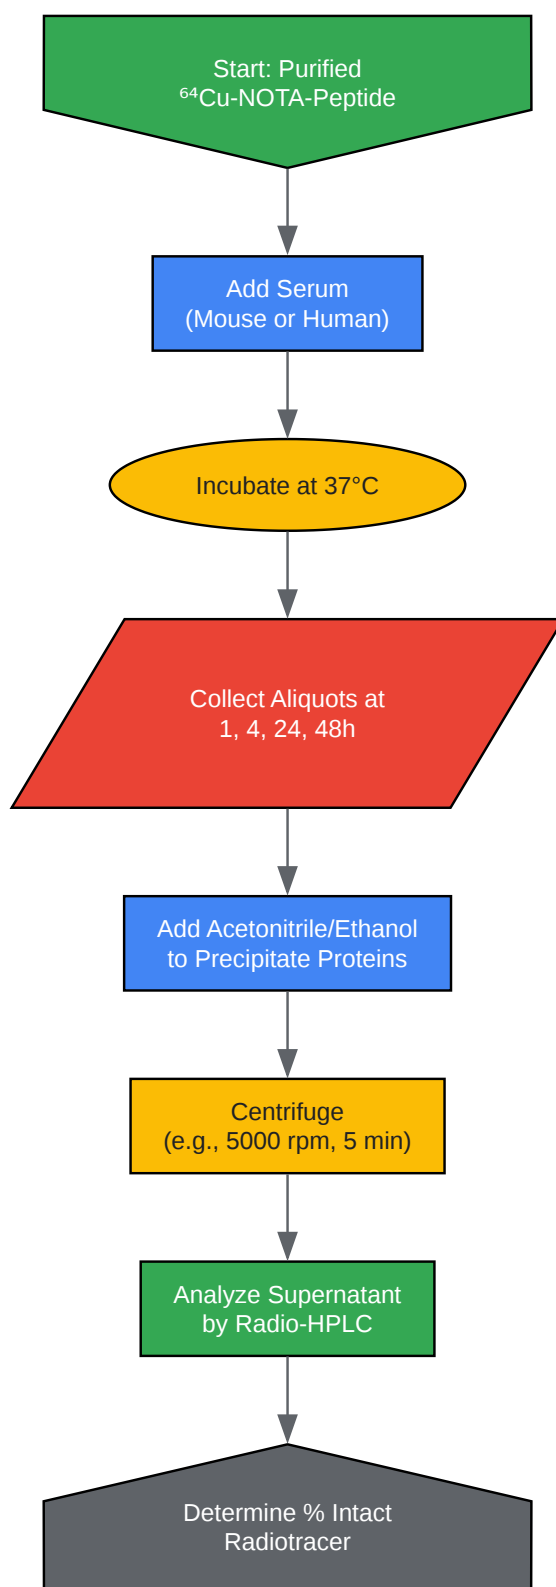 Start: Purified
⁶⁴Cu-NOTA-Peptide
Add Serum
(Mouse or Human)
Incubate at 37°C
Collect Aliquots at
1, 4, 24, 48h
Add Acetonitrile/Ethanol
to Precipitate Proteins
Centrifuge
(e.g., 5000 rpm, 5 min)
Analyze Supernatant
by Radio-HPLC
Determine % Intact
Radiotracer